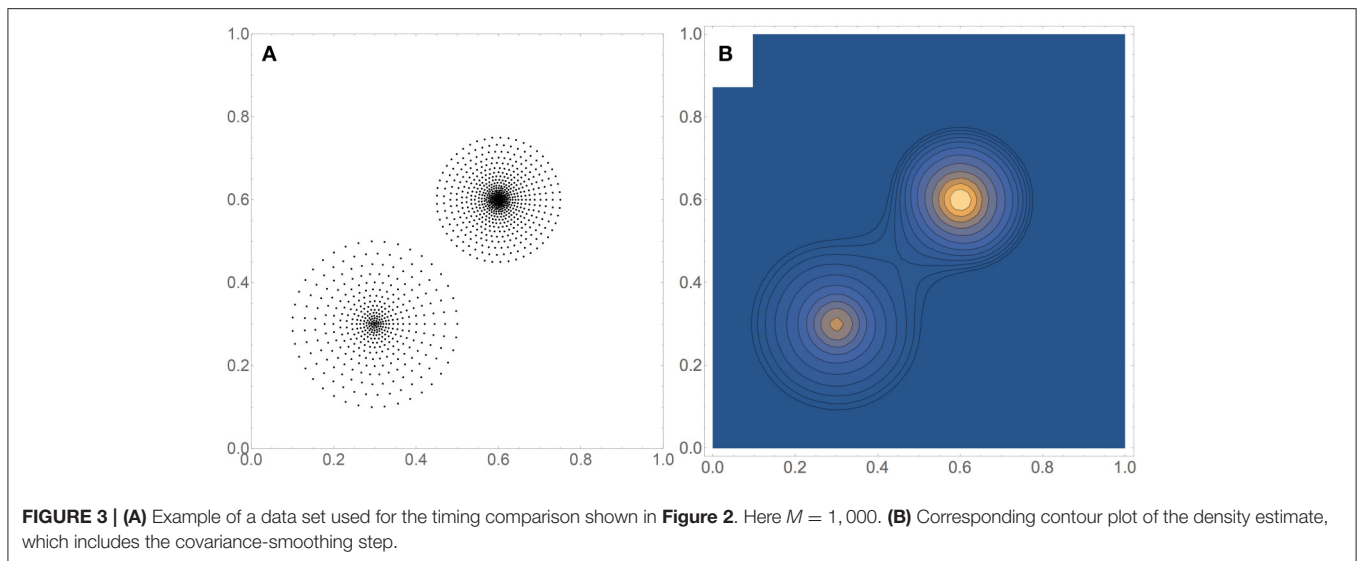 A
1.0
0.8
0.6
0.4
0.2
0.0
0.0 0.2 0.4 0.6 0.8 1.0
B
1.0
0.8
0.6
0.4
0.2
0.0
0.0 0.2 0.4 0.6 0.8 1.0
FIGURE 3 | (A) Example of a data set used for the timing comparison shown in Figure 2. Here M = 1, 000. (B) Corresponding contour plot of the density estimate,
which includes the covariance-smoothing step.